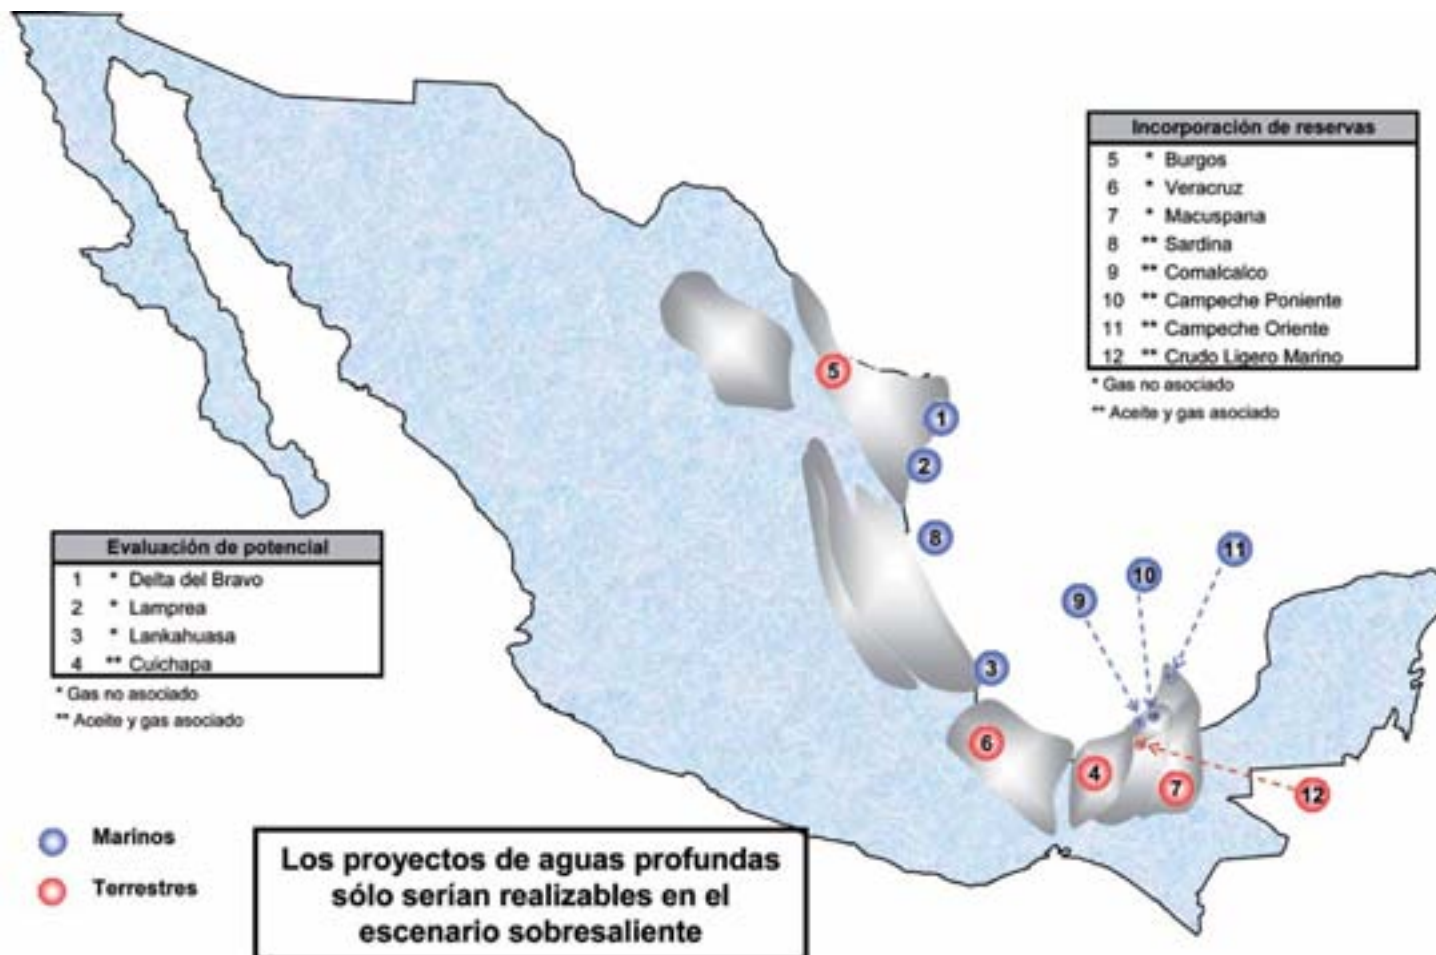 Incorporación de reservas
5 * Burgos
6 * Veracruz
7 * Macuspana
8 ** Sardina
9 ** Comalcalco
10 ** Campeche Poniente
11 ** Campeche Oriente
12 ** Crudo Ligero Marino
* Gas no asociado
** Aceite y gas asociado
5
1
2
8
11
10
9
3
6
4
7
12
Evaluación de potencial
1 * Delta del Bravo
2 * Lamprea
3 * Lankahuasa
4 ** Cuichapa
* Gas no asociado
** Aceite y gas asociado
Marinos
Terrestres
Los proyectos de aguas profundas
sólo serían realizables en el
escenario sobresaliente